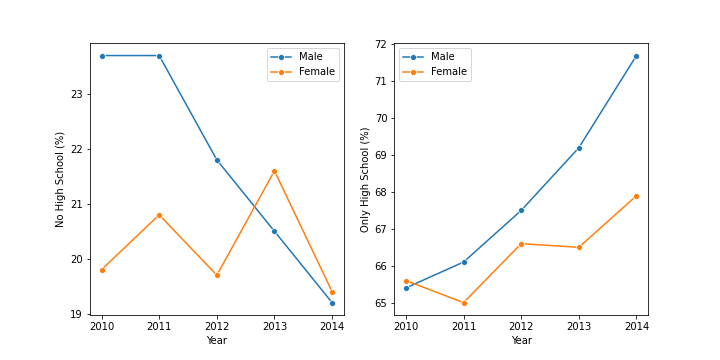 No High School (%)
23
22
21
20
19
2010 2011 2012 2013 2014
Year
Male
Female
Only High School (%)
72
71
70
69
68
67
66
65
2010 2011 2012 2013 2014
Year
Male
Female